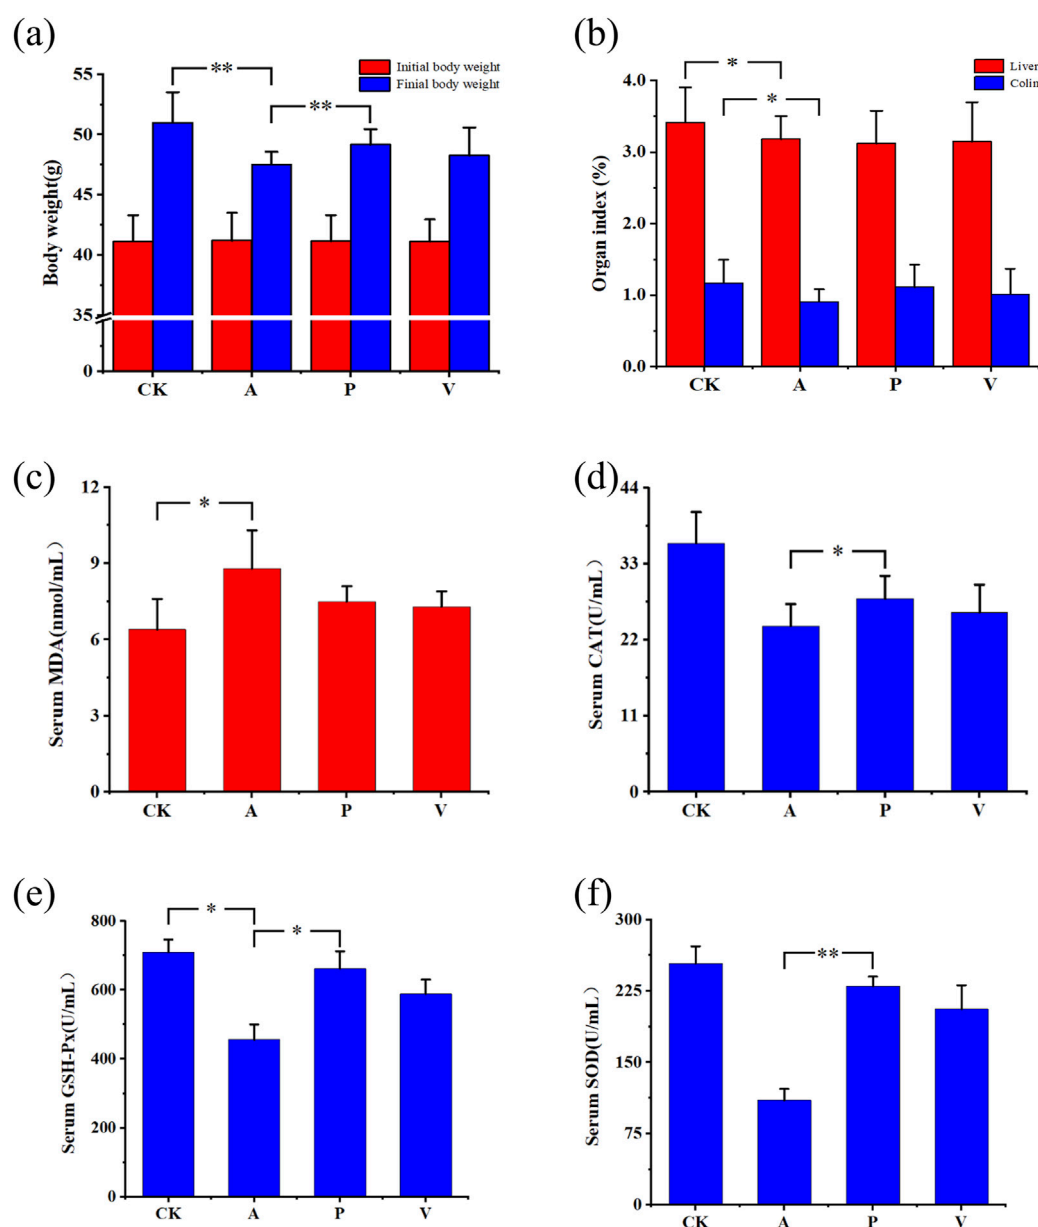 (a)
Initial body weight
Finial body weight
**
**
Body weight(g)
55
50
45
40
35
0
CK A P V
(b)
Liver
Colin
*
*
Organ index (%)
4.0
3.0
2.0
1.0
0.0
CK A P V
(c)
*
Serum MDA(nmol/mL)
12
9
6
3
0
CK A P V
(d)
*
Serum CAT(U/mL)
44
33
22
11
0
CK A P V
(e)
*
*
Serum GSH-Px(U/mL)
800
600
400
200
0
CK A P V
(f)
**
Serum SOD(U/mL)
300
225
150
75
0
CK A P V